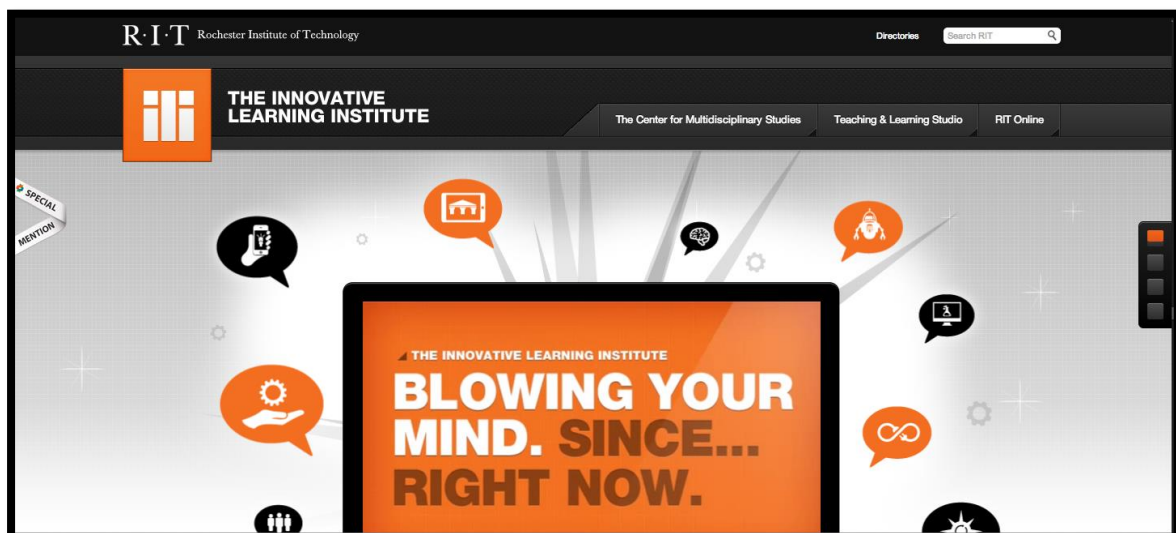 R·I·T Rochester Institute of Technology
Directories
Search RIT
ili
THE INNOVATIVE
LEARNING INSTITUTE
The Center for Multidisciplinary Studies
Teaching & Learning Studio
RIT Online
SPECIAL
MENTION
THE INNOVATIVE LEARNING INSTITUTE
BLOWING YOUR
MIND. SINCE...
RIGHT NOW.